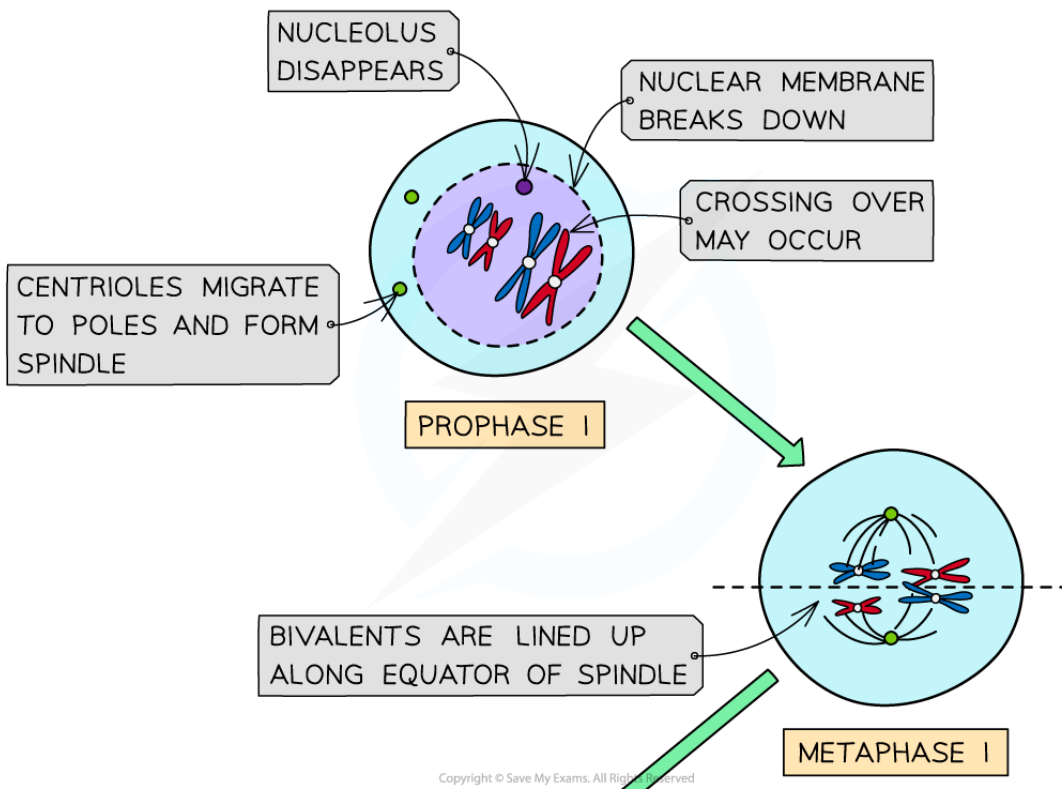 NUCLEOLUS
DISAPPEARS
NUCLEAR MEMBRANE
BREAKS DOWN
CROSSING OVER
MAY OCCUR
CENTRIOLES MIGRATE
TO POLES AND FORM
SPINDLE
PROPHASE I
BIVALENTS ARE LINED UP
ALONG EQUATOR OF SPINDLE
METAPHASE I
Copyright © Save My Exams. All Rights Reserved